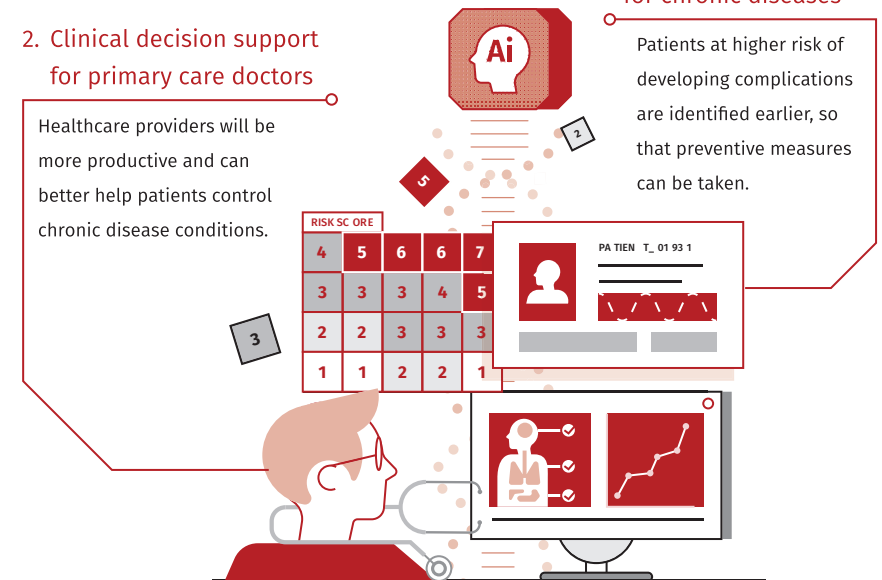 for chronic diseases
2. Clinical decision support
for primary care doctors
Healthcare providers will be
more productive and can
better help patients control
chronic disease conditions.
Ai
Patients at higher risk of
developing complications
are identified earlier, so
that preventive measures
can be taken.
2
5
RISK SC ORE
4 5 6 6 7
3 3 3 4 5
2 2 3 3 3
1 1 2 2 1
3
PA TIEN T_ 01 93 1